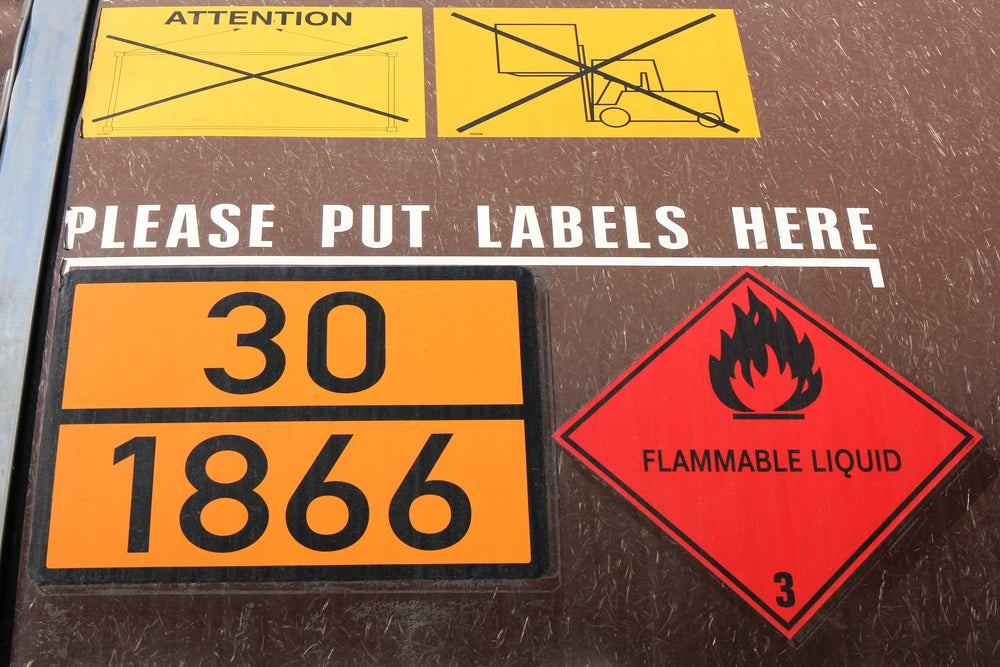 ATTENTION
PLEASE PUT LABELS HERE
30
1866
FLAMMABLE LIQUID
3